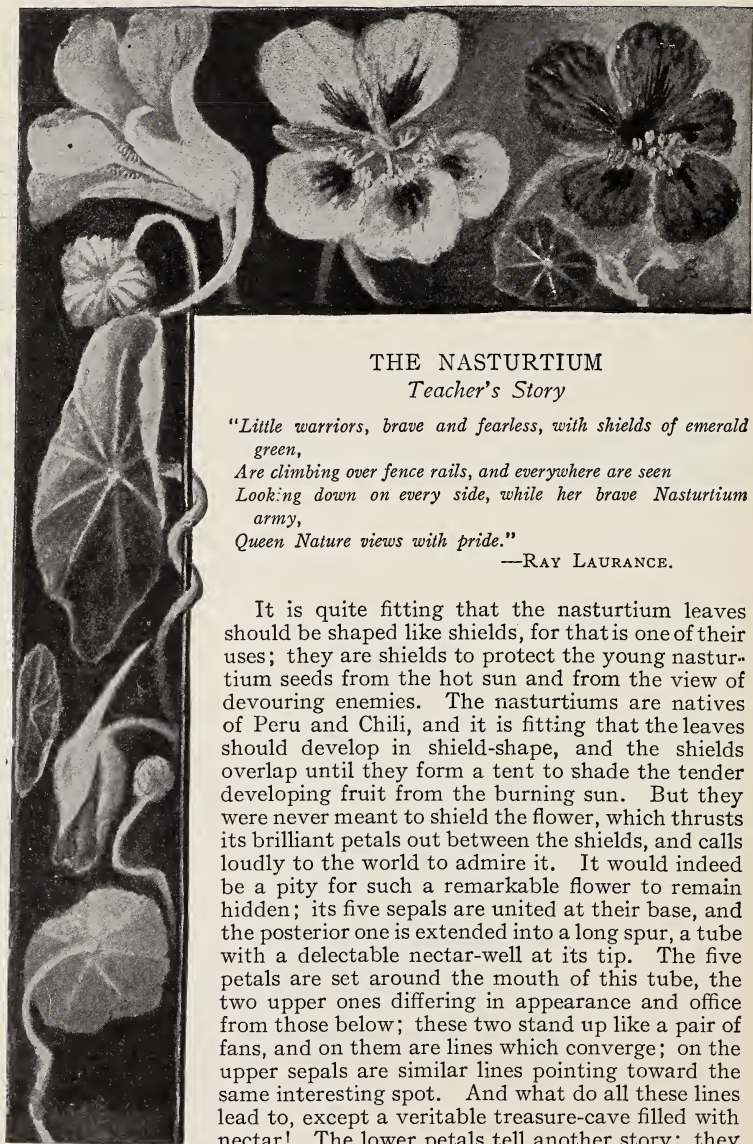 THE NASTURTIUM
Teacher's Story
"Little warriors, brave and fearless, with shields of emerald
green,
Are climbing over fence rails, and everywhere are seen
Looking down on every side, while her brave Nasturtium
army,
Queen Nature views with pride."
—RAY LAURANCE.
It is quite fitting that the nasturtium leaves
should be shaped like shields, for that is one of their
uses; they are shields to protect the young nastur-
tium seeds from the hot sun and from the view of
devouring enemies. The nasturtiums are natives
of Peru and Chili, and it is fitting that the leaves
should develop in shield-shape, and the shields
overlap until they form a tent to shade the tender
developing fruit from the burning sun. But they
were never meant to shield the flower, which thrusts
its brilliant petals out between the shields, and calls
loudly to the world to admire it. It would indeed
be a pity for such a remarkable flower to remain
hidden; its five sepals are united at their base, and
the posterior one is extended into a long spur, a tube
with a delectable nectar-well at its tip. The five
petals are set around the mouth of this tube, the
two upper ones differing in appearance and office
from those below; these two stand up like a pair of
fans, and on them are lines which converge; on the
upper sepals are similar lines pointing toward the
same interesting spot. And what do all these lines
lead to, except a veritable treasure-cave filled with
nectar! The lower petals tell another story; they